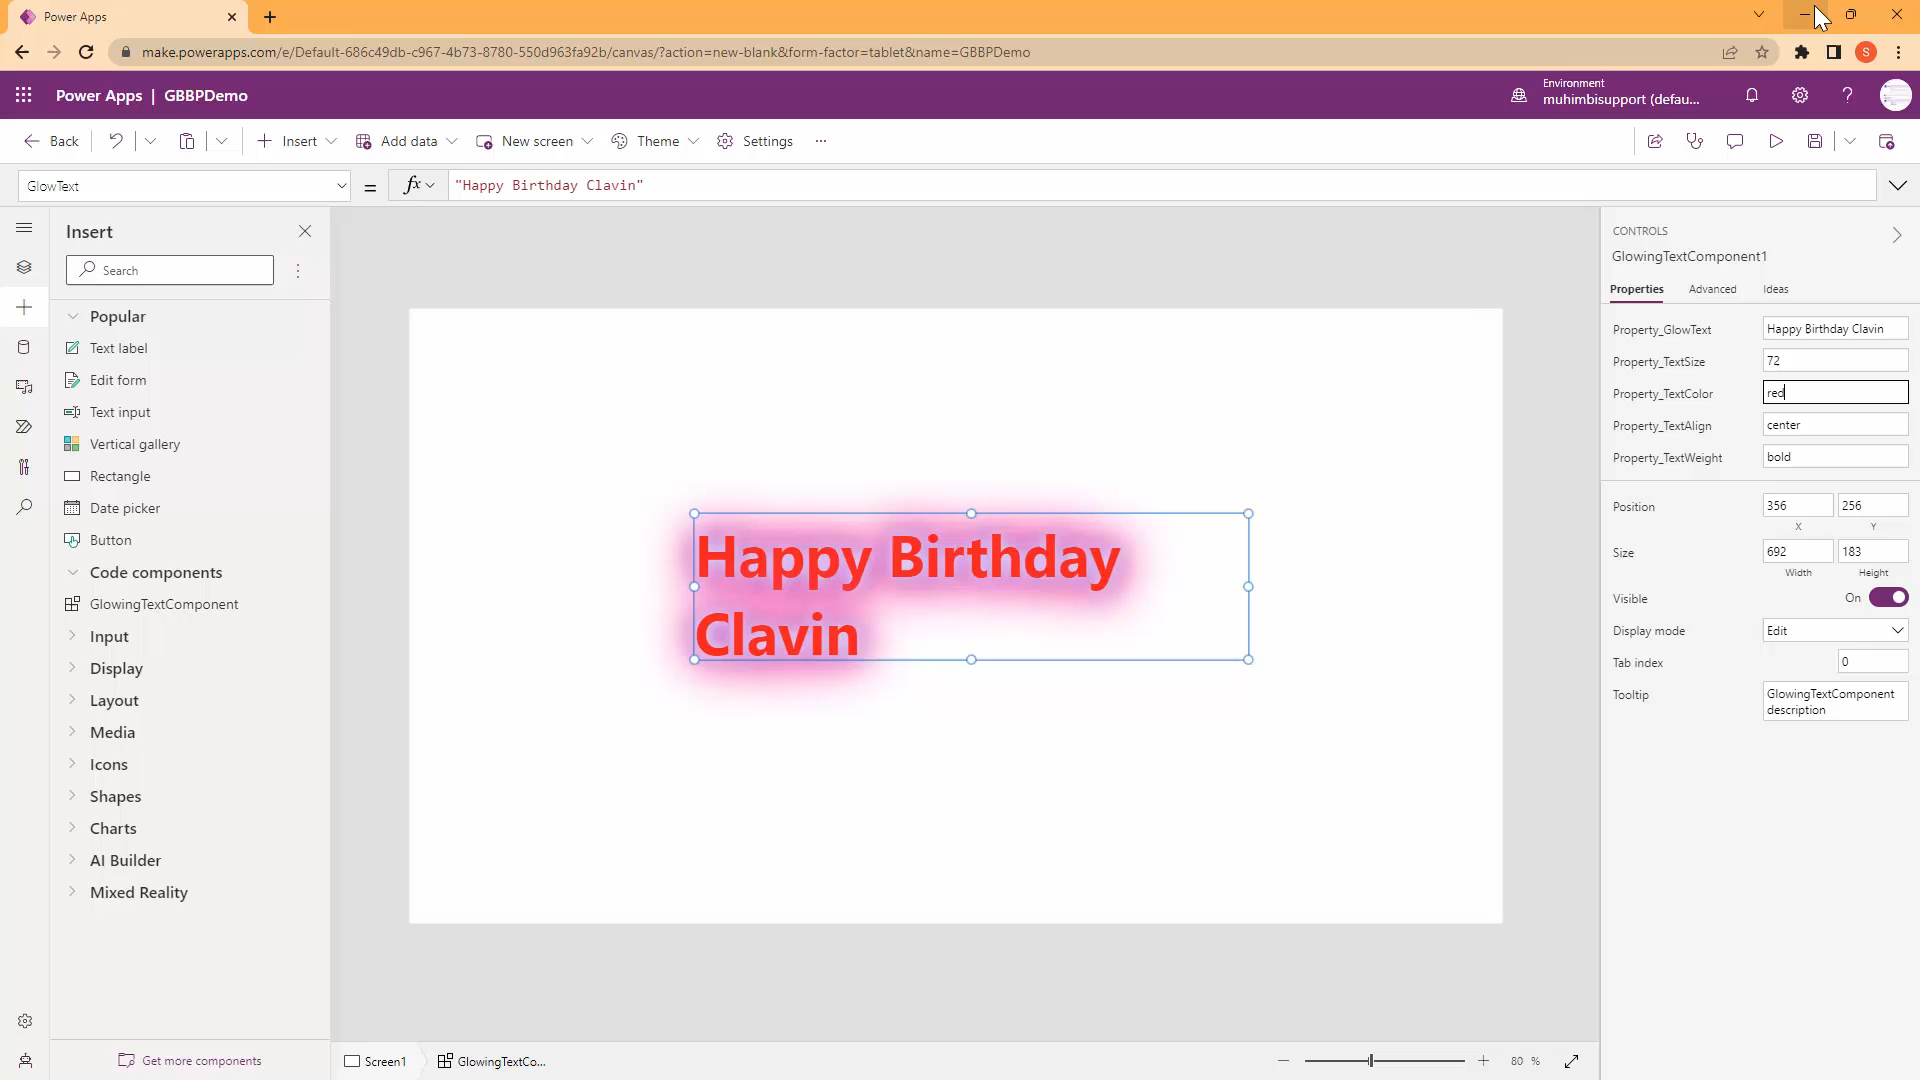 Power Apps
make.powerapps.com/e/Default-686c49db-c967-4b73-8780-550d963fa92b/canvas/?action=new-blank&form-factor=tablet&name=GBBPDemo
S
Power Apps | GBBPDemo
Environment
muhimbisupport (defau...
Back
Insert
Add data
New screen
Theme
Settings
...
GlowText
=
fx
"Happy Birthday Clavin"
Insert
Search
Popular
Text label
Edit form
Text input
Vertical gallery
Rectangle
Date picker
Button
Code components
GlowingTextComponent
Input
Display
Layout
Media
Icons
Shapes
Charts
AI Builder
Mixed Reality
Get more components
Happy Birthday
Clavin
Screen1
GlowingTextCo...
80 %
CONTROLS
GlowingTextComponent1
Properties
Advanced
Ideas
Property_GlowText
Happy Birthday Clavin
Property_TextSize
72
Property_TextColor
red
Property_TextAlign
center
Property_TextWeight
bold
Position
356
256
X
Y
Size
692
183
Width
Height
Visible
On
Display mode
Edit
Tab index
0
Tooltip
GlowingTextComponent
description